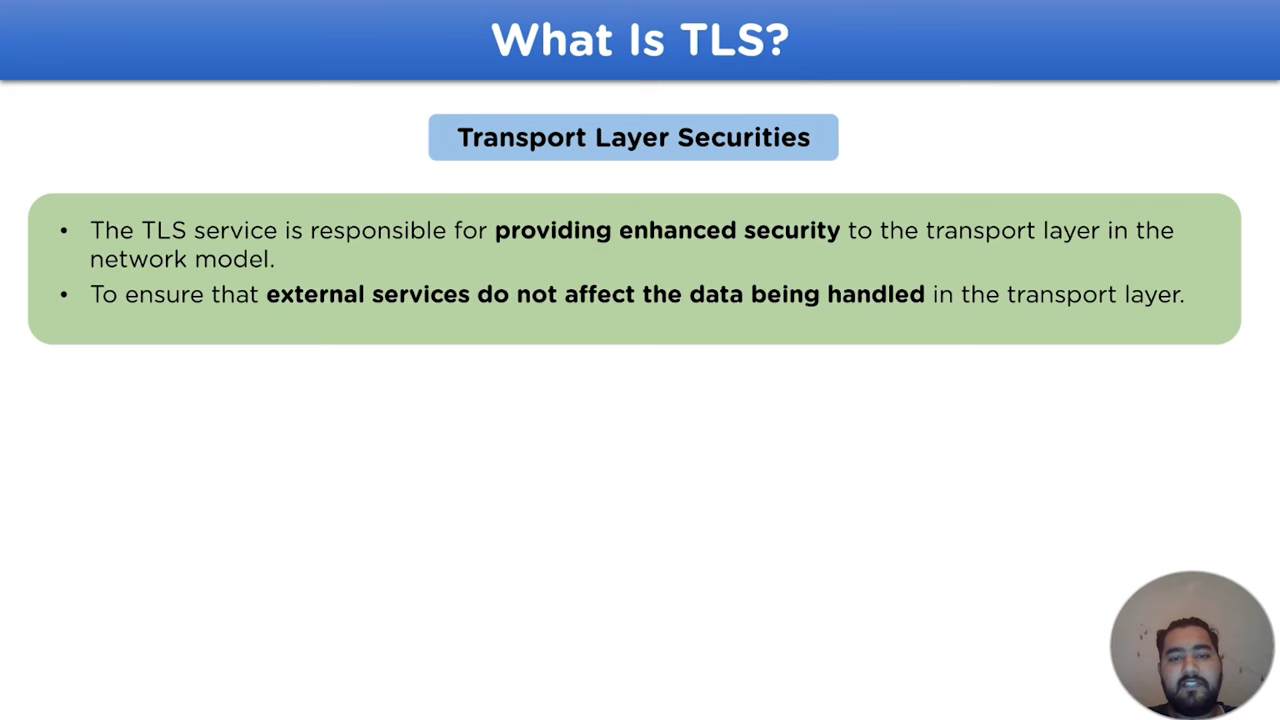 What Is TLS?
Transport Layer Securities
• The TLS service is responsible for providing enhanced security to the transport layer in the
network model.
• To ensure that external services do not affect the data being handled in the transport layer.